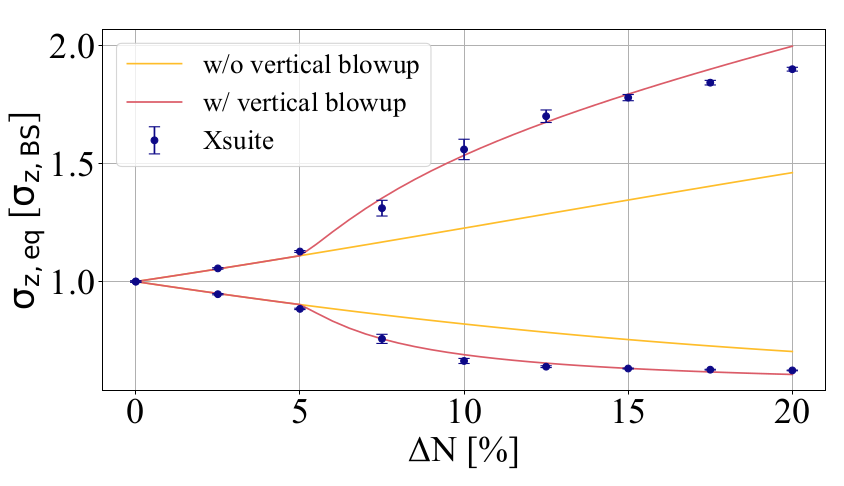 w/o vertical blowup
w/ vertical blowup
Xsuite
σz, eq [σz, BS]
2.0
1.5
1.0
0 5 10 15 20
ΔN [%]